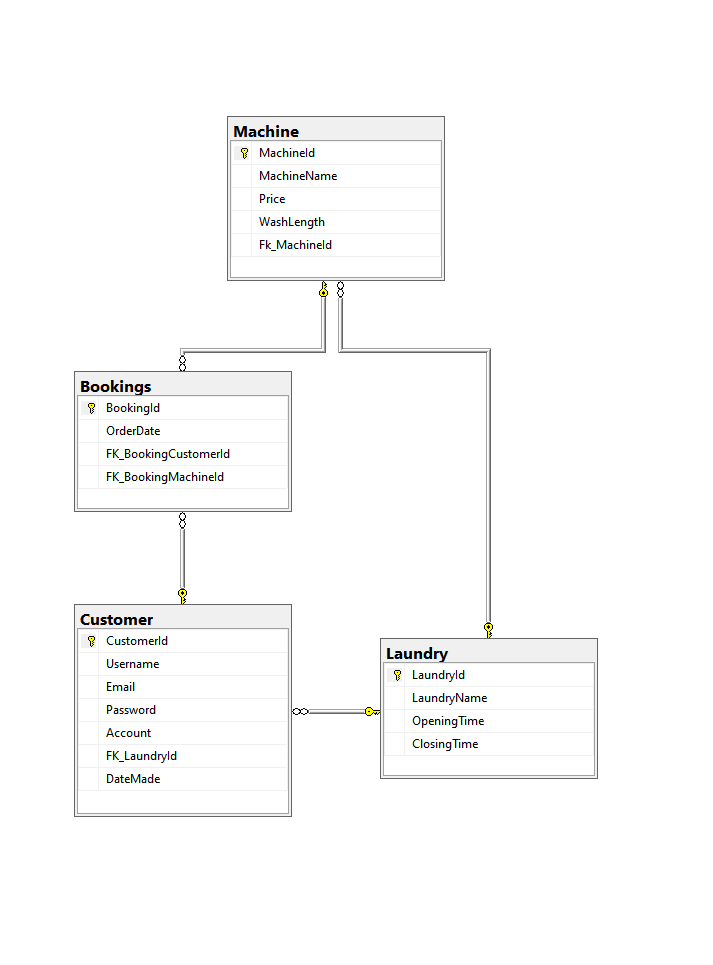 Machine
MachineId
MachineName
Price
WashLength
Fk_MachineId
Bookings
BookingId
OrderDate
FK_BookingCustomerId
FK_BookingMachineId
Customer
CustomerId
Username
Email
Password
Account
FK_LaundryId
DateMade
Laundry
LaundryId
LaundryName
OpeningTime
ClosingTime